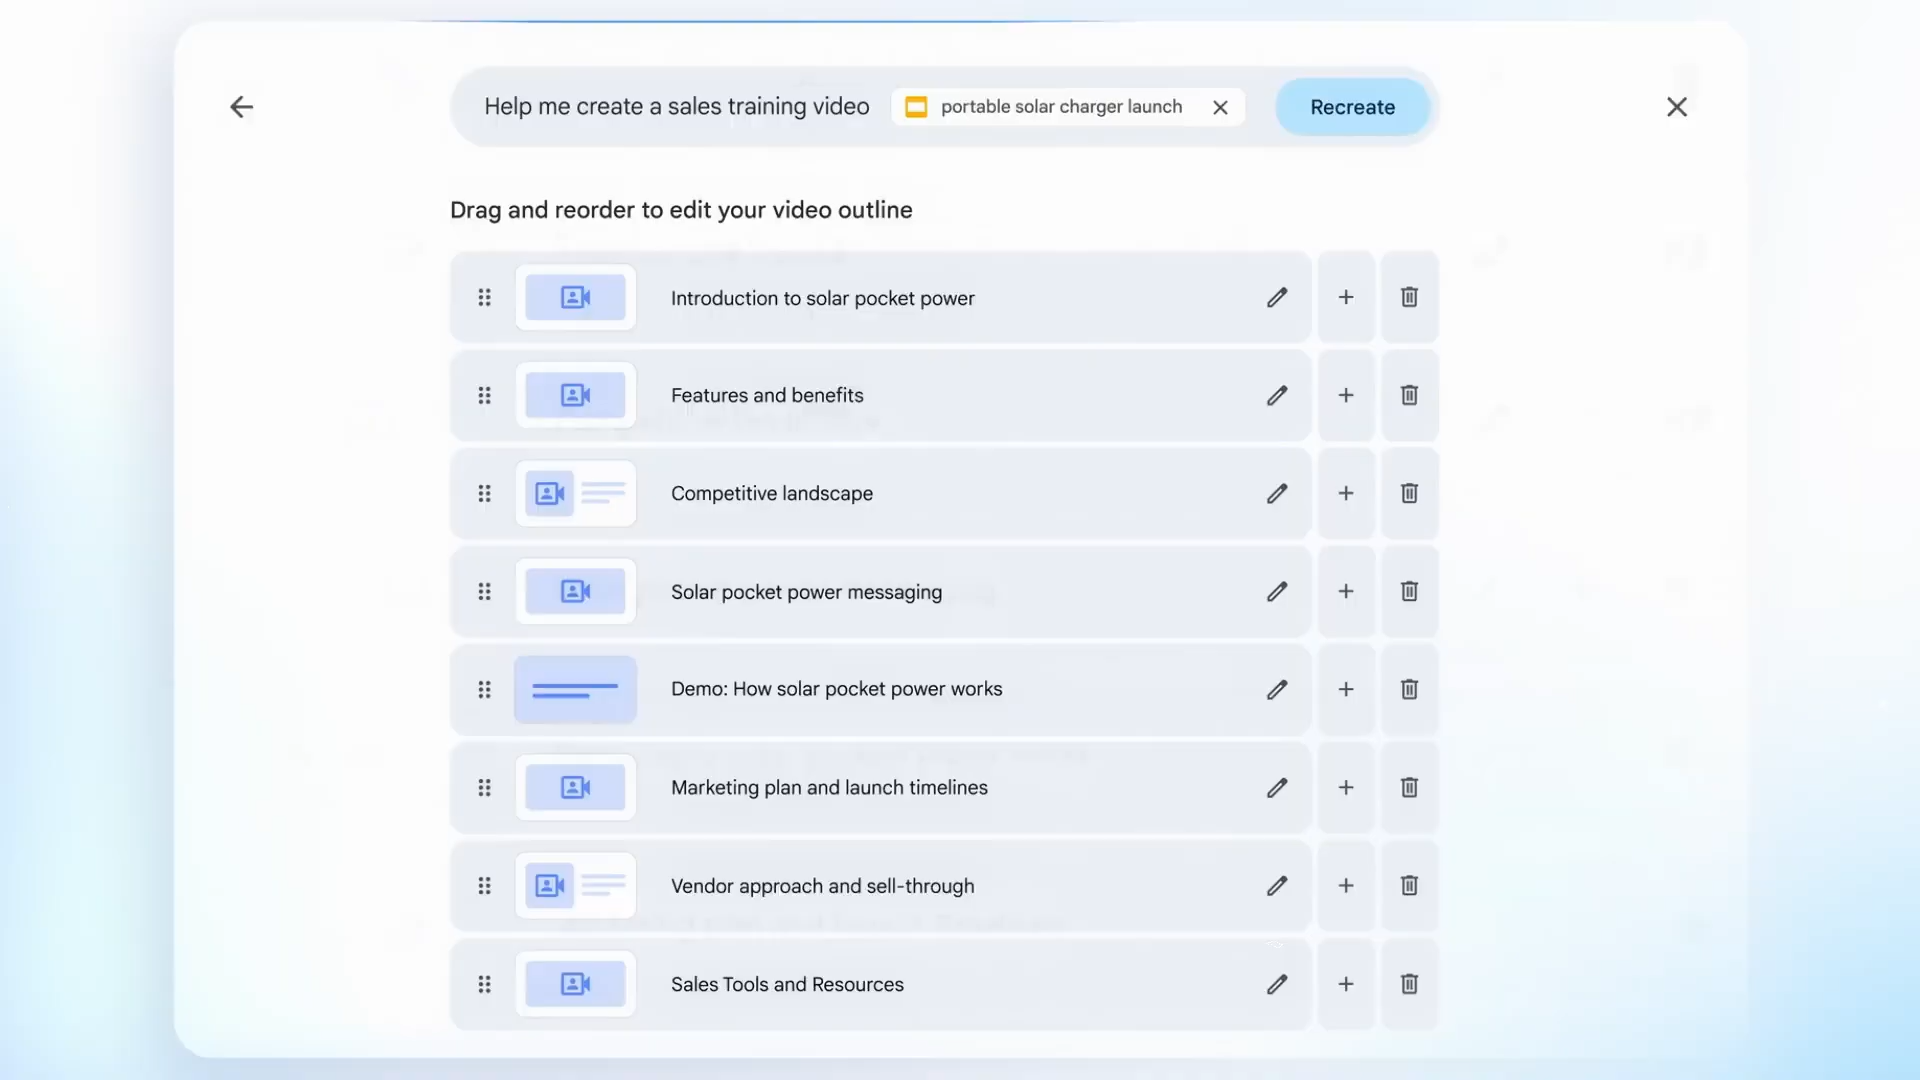 Help me create a sales training video portable solar charger launch Recreate
Drag and reorder to edit your video outline
Introduction to solar pocket power
Features and benefits
Competitive landscape
Solar pocket power messaging
Demo: How solar pocket power works
Marketing plan and launch timelines
Vendor approach and sell-through
Sales Tools and Resources